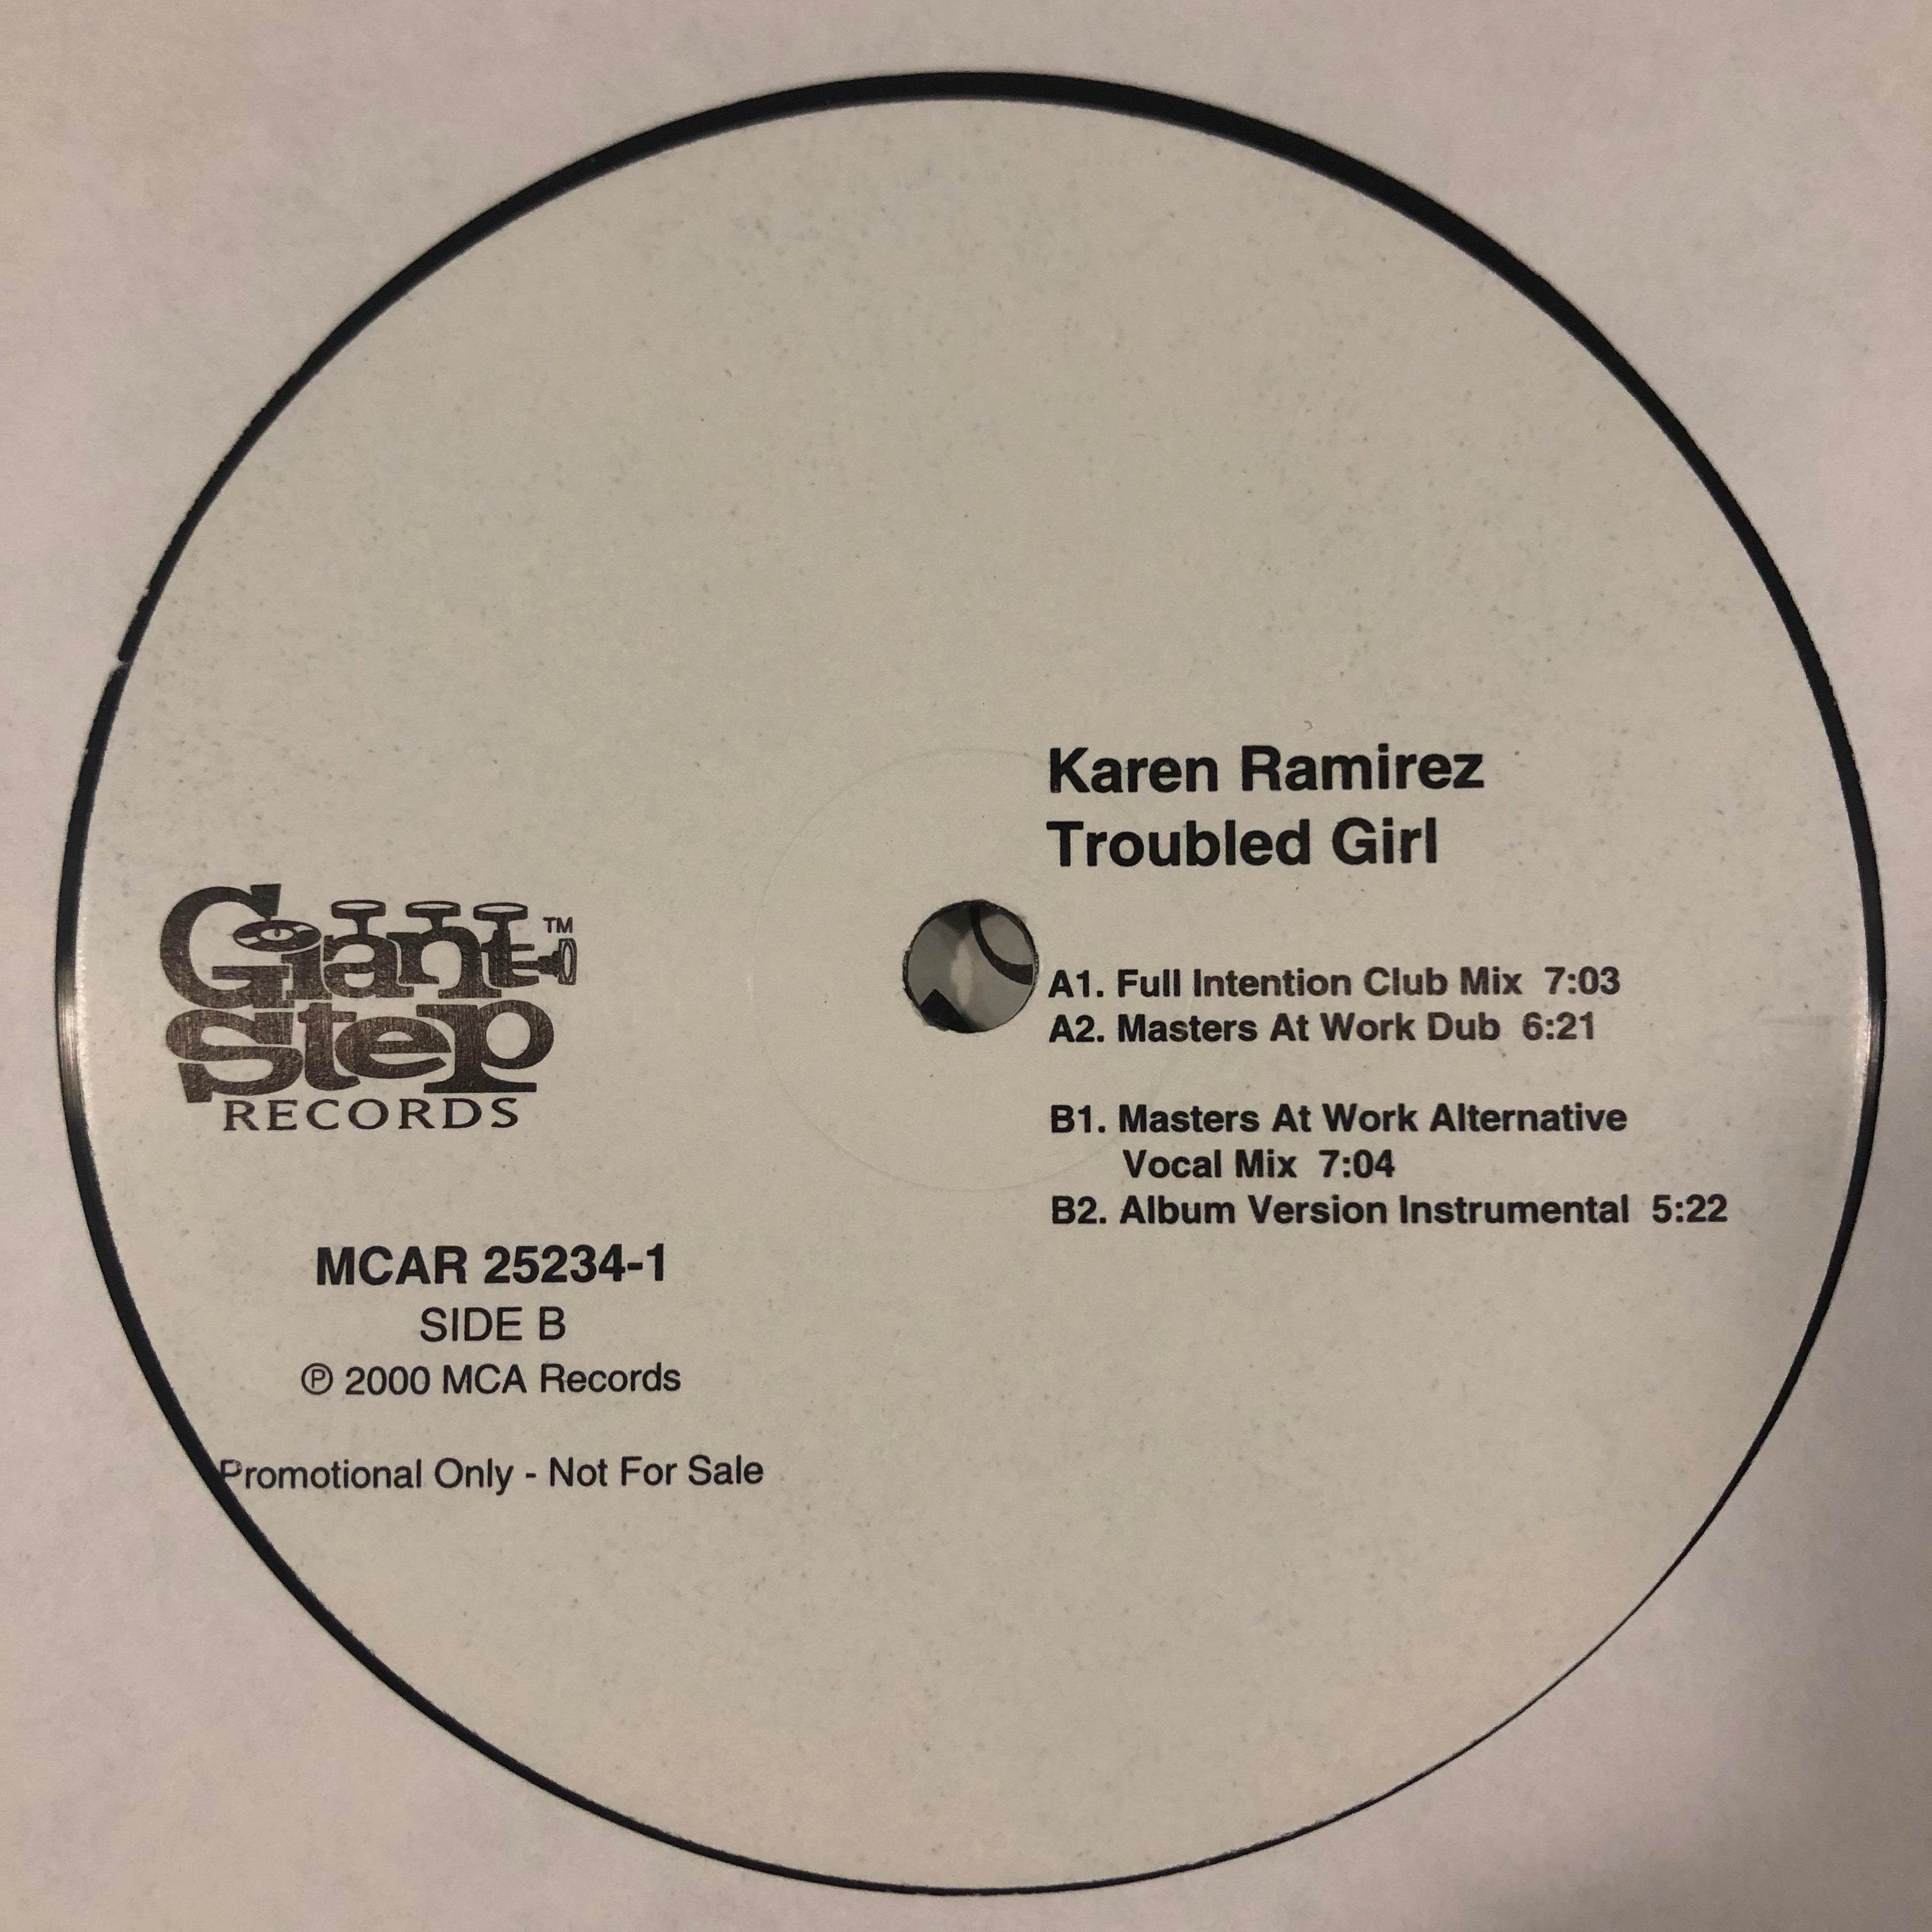 Giant™
Step
RECORDS
MCAR 25234-1
SIDE B
℗ 2000 MCA Records
Promotional Only - Not For Sale
Karen Ramirez
Troubled Girl
A1. Full Intention Club Mix 7:03
A2. Masters At Work Dub 6:21
B1. Masters At Work Alternative
Vocal Mix 7:04
B2. Album Version Instrumental 5:22